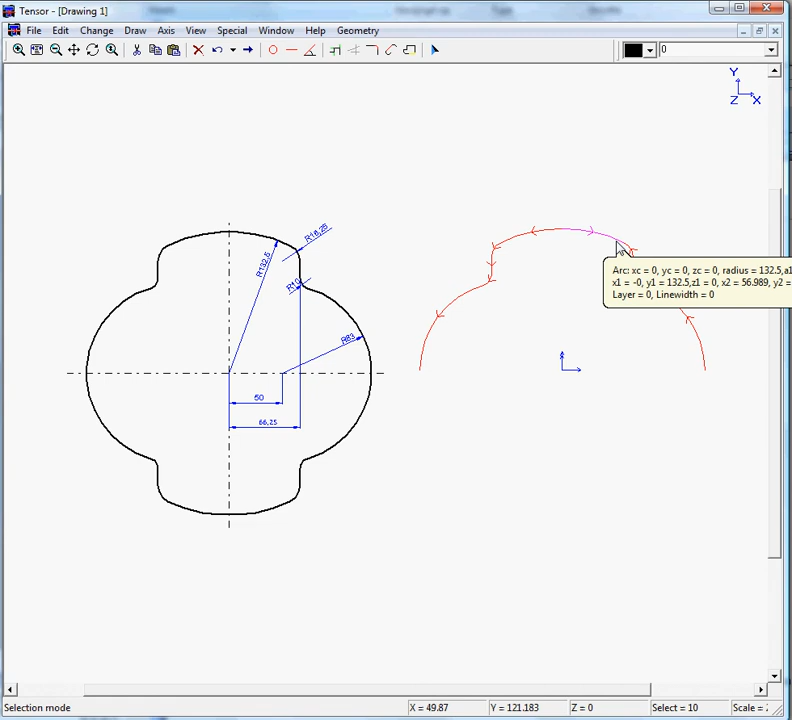 Tensor - [Drawing 1]
File Edit Change Draw Axis View Special Window Help Geometry
0
Y
Z X
R16,25
R132,5
R10
R83
50
66,25
Arc: xc = 0, yc = 0, zc = 0, radius = 132.5,a1
x1 = -0, y1 = 132.5,z1 = 0, x2 = 56.989, y2 =
Layer = 0, Linewidth = 0
Selection mode X = 49.87 Y = 121.183 Z = 0 Select = 10 Scale =